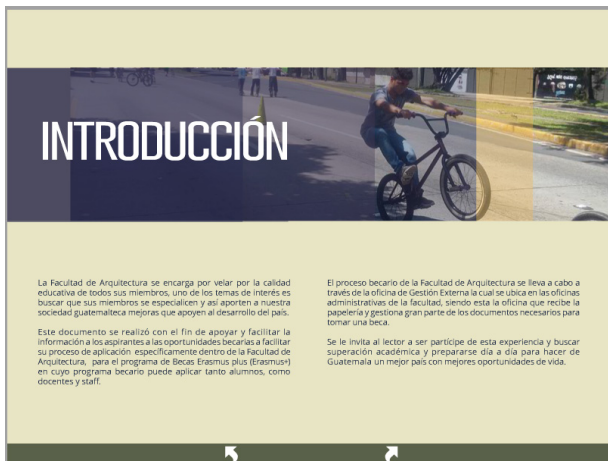 INTRODUCCIÓN
La Facultad de Arquitectura se encarga por velar por la calidad
educativa de todos sus miembros, uno de los temas de interés es
buscar que sus miembros se especialicen y así aporten a nuestra
sociedad guatemalteca mejoras que apoyen al desarrollo del país.
Este documento se realizó con el fin de apoyar y facilitar la
información a los aspirantes a las oportunidades becarias a facilitar
su proceso de aplicación específicamente dentro de la Facultad de
Arquitectura, para el programa de Becas Erasmus plus (Erasmus+)
en cuyo programa becario puede aplicar tanto alumnos, como
docentes y staff.
El proceso becario de la Facultad de Arquitectura se lleva a cabo a
través de la oficina de Gestión Externa la cual se ubica en las oficinas
administrativas de la facultad, siendo esta la oficina que recibe la
papelería y gestiona gran parte de los documentos necesarios para
tomar una beca.
Se le invita al lector a ser partícipe de esta experiencia y buscar
superación académica y prepararse día a día para hacer de
Guatemala un mejor país con mejores oportunidades de vida.